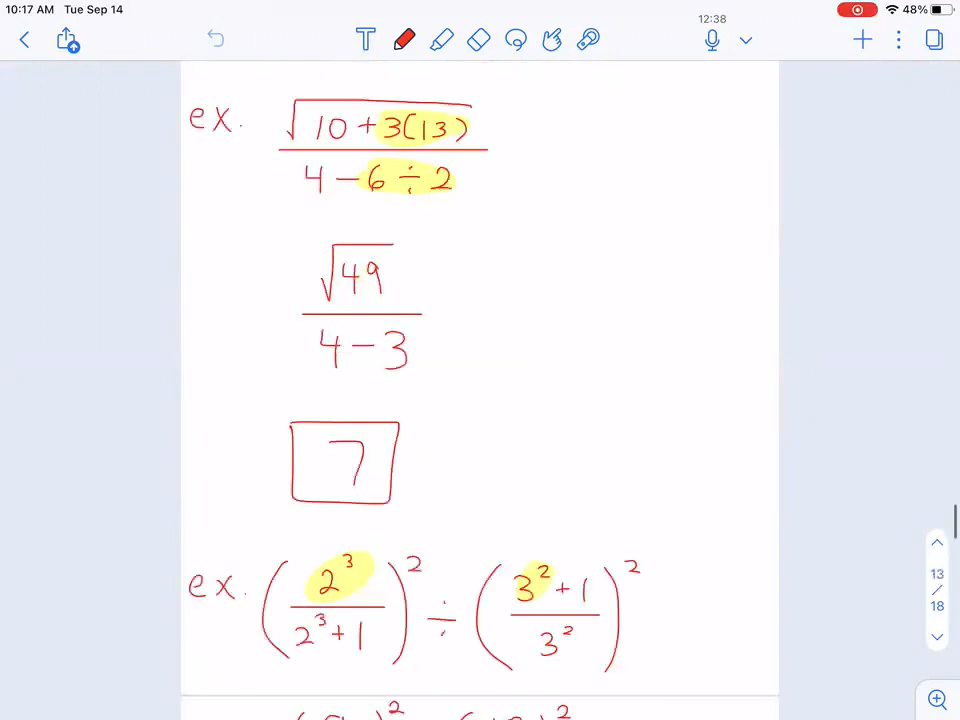 10:17 AM Tue Sep 14
48%
12:38
T
ex. √(10 + 3(13))
4 − 6 ÷ 2
√49
4 − 3
7
ex. (2³ / (2³ + 1))² ÷ ((3² + 1) / 3²)²
13
/
18